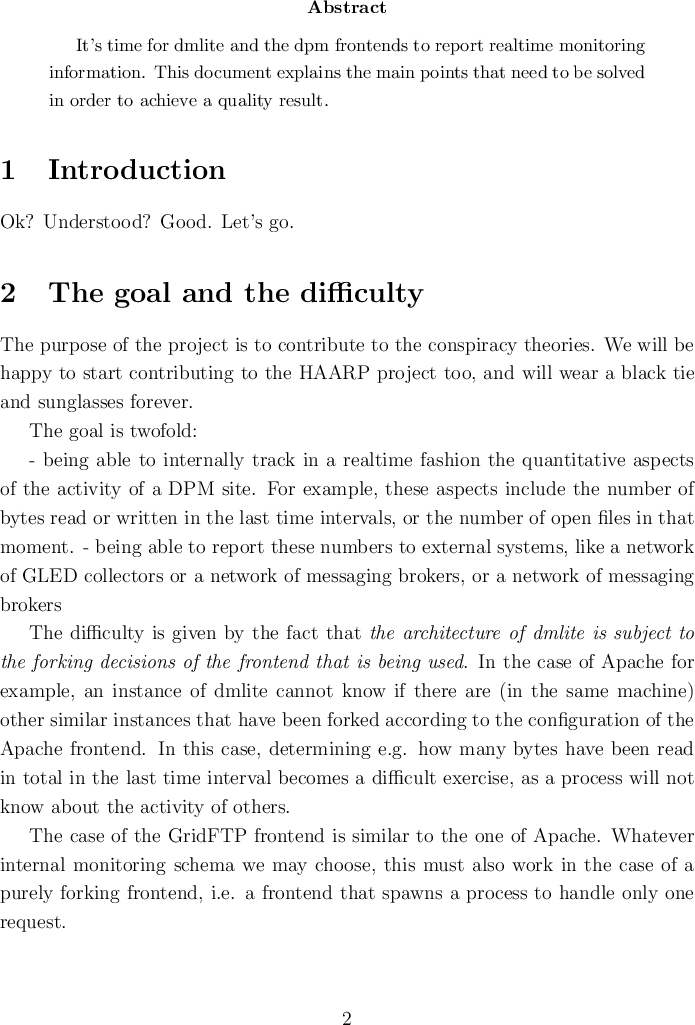 Abstract
It's time for dmlite and the dpm frontends to report realtime monitoring
information. This document explains the main points that need to be solved
in order to achieve a quality result.
1 Introduction
Ok? Understood? Good. Let's go.
2 The goal and the difficulty
The purpose of the project is to contribute to the conspiracy theories. We will be
happy to start contributing to the HAARP project too, and will wear a black tie
and sunglasses forever.
The goal is twofold:
- being able to internally track in a realtime fashion the quantitative aspects
of the activity of a DPM site. For example, these aspects include the number of
bytes read or written in the last time intervals, or the number of open files in that
moment. - being able to report these numbers to external systems, like a network
of GLED collectors or a network of messaging brokers, or a network of messaging
brokers
The difficulty is given by the fact that the architecture of dmlite is subject to
the forking decisions of the frontend that is being used. In the case of Apache for
example, an instance of dmlite cannot know if there are (in the same machine)
other similar instances that have been forked according to the configuration of the
Apache frontend. In this case, determining e.g. how many bytes have been read
in total in the last time interval becomes a difficult exercise, as a process will not
know about the activity of others.
The case of the GridFTP frontend is similar to the one of Apache. Whatever
internal monitoring schema we may choose, this must also work in the case of a
purely forking frontend, i.e. a frontend that spawns a process to handle only one
request.
2